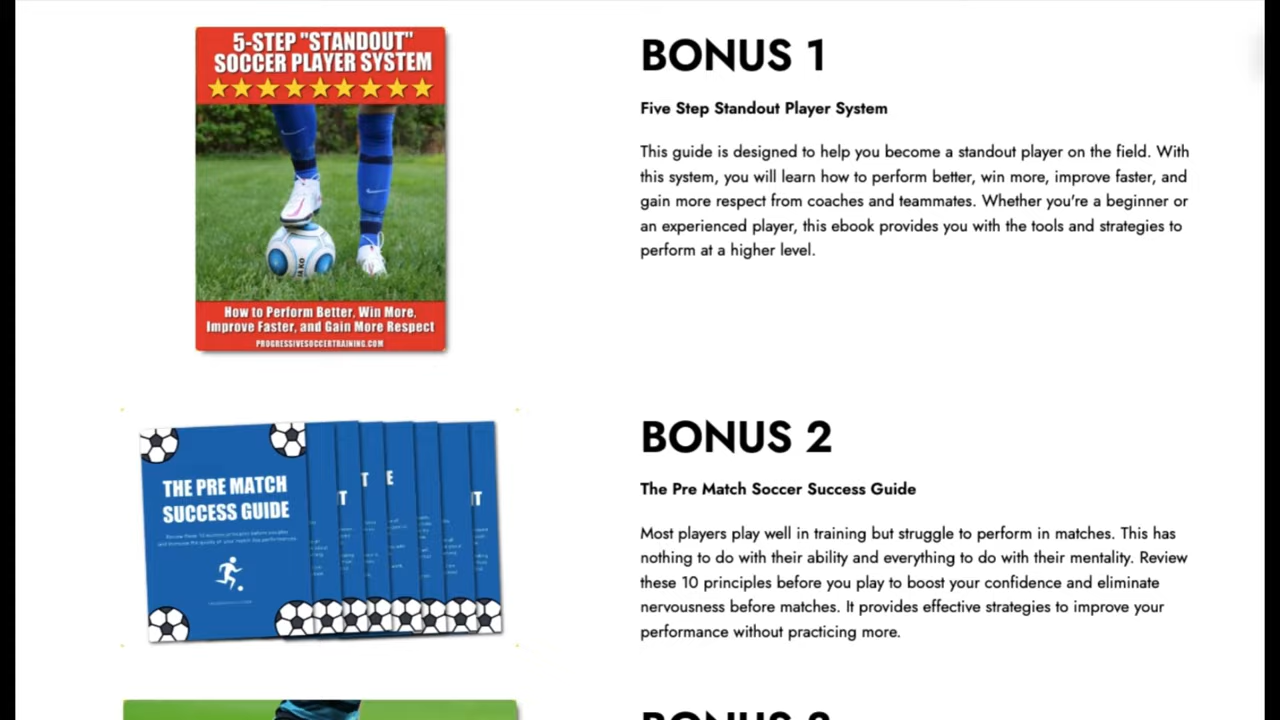 5-STEP "STANDOUT"
SOCCER PLAYER SYSTEM
How to Perform Better, Win More,
Improve Faster, and Gain More Respect
PROGRESSIVESOCCERTRAINING.COM
BONUS 1
Five Step Standout Player System
This guide is designed to help you become a standout player on the field. With
this system, you will learn how to perform better, win more, improve faster, and
gain more respect from coaches and teammates. Whether you're a beginner or
an experienced player, this ebook provides you with the tools and strategies to
perform at a higher level.
THE PRE MATCH
SUCCESS GUIDE
BONUS 2
The Pre Match Soccer Success Guide
Most players play well in training but struggle to perform in matches. This has
nothing to do with their ability and everything to do with their mentality. Review
these 10 principles before you play to boost your confidence and eliminate
nervousness before matches. It provides effective strategies to improve your
performance without practicing more.